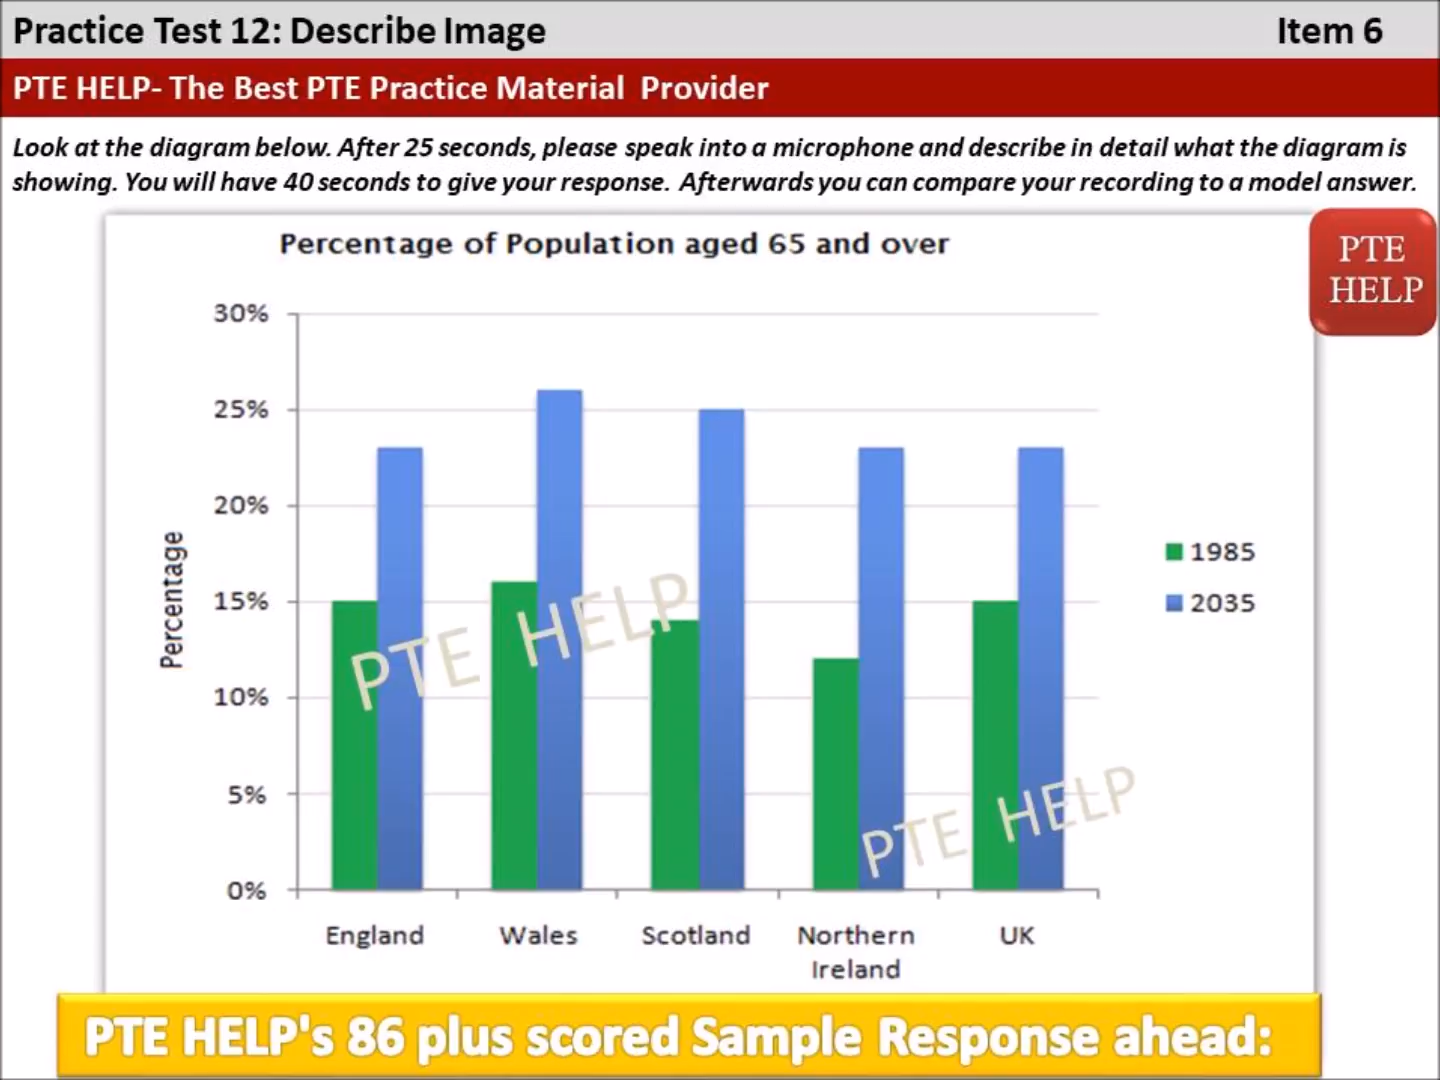 Practice Test 12: Describe Image
Item 6
PTE HELP- The Best PTE Practice Material Provider
Look at the diagram below. After 25 seconds, please speak into a microphone and describe in detail what the diagram is
showing. You will have 40 seconds to give your response. Afterwards you can compare your recording to a model answer.
PTE
HELP
Percentage of Population aged 65 and over
Percentage
30%
25%
20%
15%
10%
5%
0%
1985
2035
PTE HELP
PTE HELP
England
Wales
Scotland
Northern
Ireland
UK
PTE HELP's 86 plus scored Sample Response ahead: